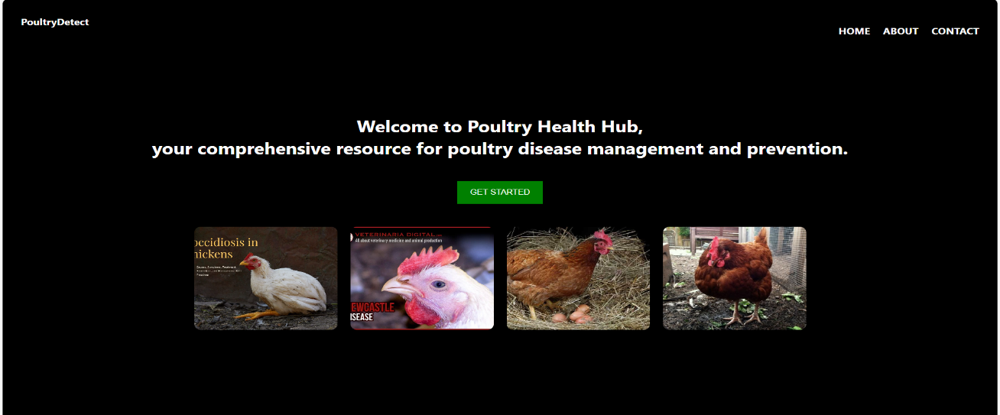 PoultryDetect
HOME ABOUT CONTACT
Welcome to Poultry Health Hub,
your comprehensive resource for poultry disease management and prevention.
GET STARTED
occidiosis in
hickens
VETERINARIA DIGITAL
All about veterinary medicine and animal production
EWCASTLE
ISEASE